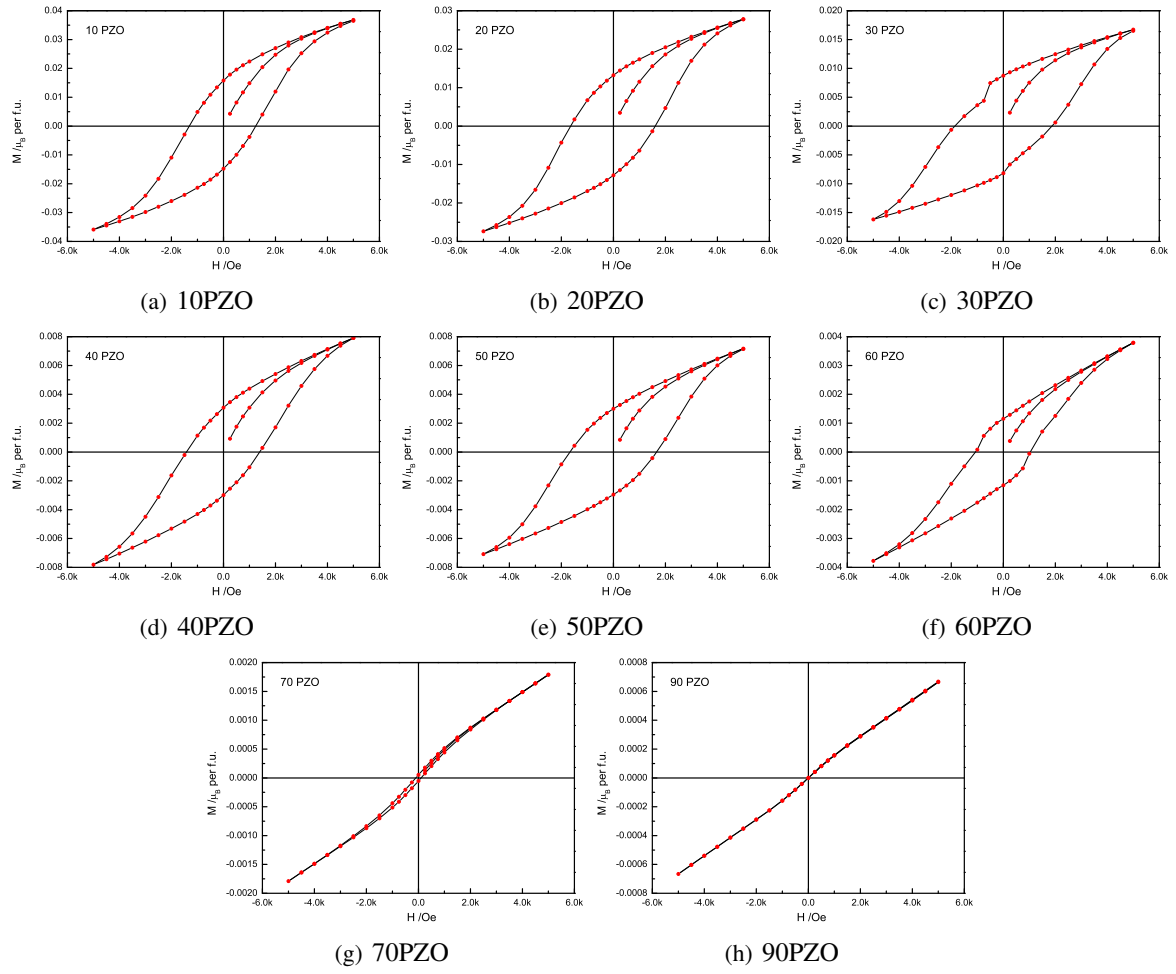 10 PZO
0.04
0.03
0.02
0.01
0.00
-0.01
-0.02
-0.03
-0.04
M /μB per f.u.
-6.0k -4.0k -2.0k 0.0 2.0k 4.0k 6.0k
H /Oe
(a) 10PZO
20 PZO
0.03
0.02
0.01
0.00
-0.01
-0.02
-0.03
M /μB per f.u.
-6.0k -4.0k -2.0k 0.0 2.0k 4.0k 6.0k
H /Oe
(b) 20PZO
30 PZO
0.020
0.015
0.010
0.005
0.000
-0.005
-0.010
-0.015
-0.020
M /μB per f.u.
-6.0k -4.0k -2.0k 0.0 2.0k 4.0k 6.0k
H /Oe
(c) 30PZO
40 PZO
0.008
0.006
0.004
0.002
0.000
-0.002
-0.004
-0.006
-0.008
M /μB per f.u.
-6.0k -4.0k -2.0k 0.0 2.0k 4.0k 6.0k
H /Oe
(d) 40PZO
50 PZO
0.008
0.006
0.004
0.002
0.000
-0.002
-0.004
-0.006
-0.008
M /μB per f.u.
-6.0k -4.0k -2.0k 0.0 2.0k 4.0k 6.0k
H /Oe
(e) 50PZO
60 PZO
0.004
0.003
0.002
0.001
0.000
-0.001
-0.002
-0.003
-0.004
M /μB per f.u.
-6.0k -4.0k -2.0k 0.0 2.0k 4.0k 6.0k
H /Oe
(f) 60PZO
70 PZO
0.0020
0.0015
0.0010
0.0005
0.0000
-0.0005
-0.0010
-0.0015
-0.0020
M /μB per f.u.
-6.0k -4.0k -2.0k 0.0 2.0k 4.0k 6.0k
H /Oe
(g) 70PZO
90 PZO
0.0008
0.0006
0.0004
0.0002
0.0000
-0.0002
-0.0004
-0.0006
-0.0008
M /μB per f.u.
-6.0k -4.0k -2.0k 0.0 2.0k 4.0k 6.0k
H /Oe
(h) 90PZO